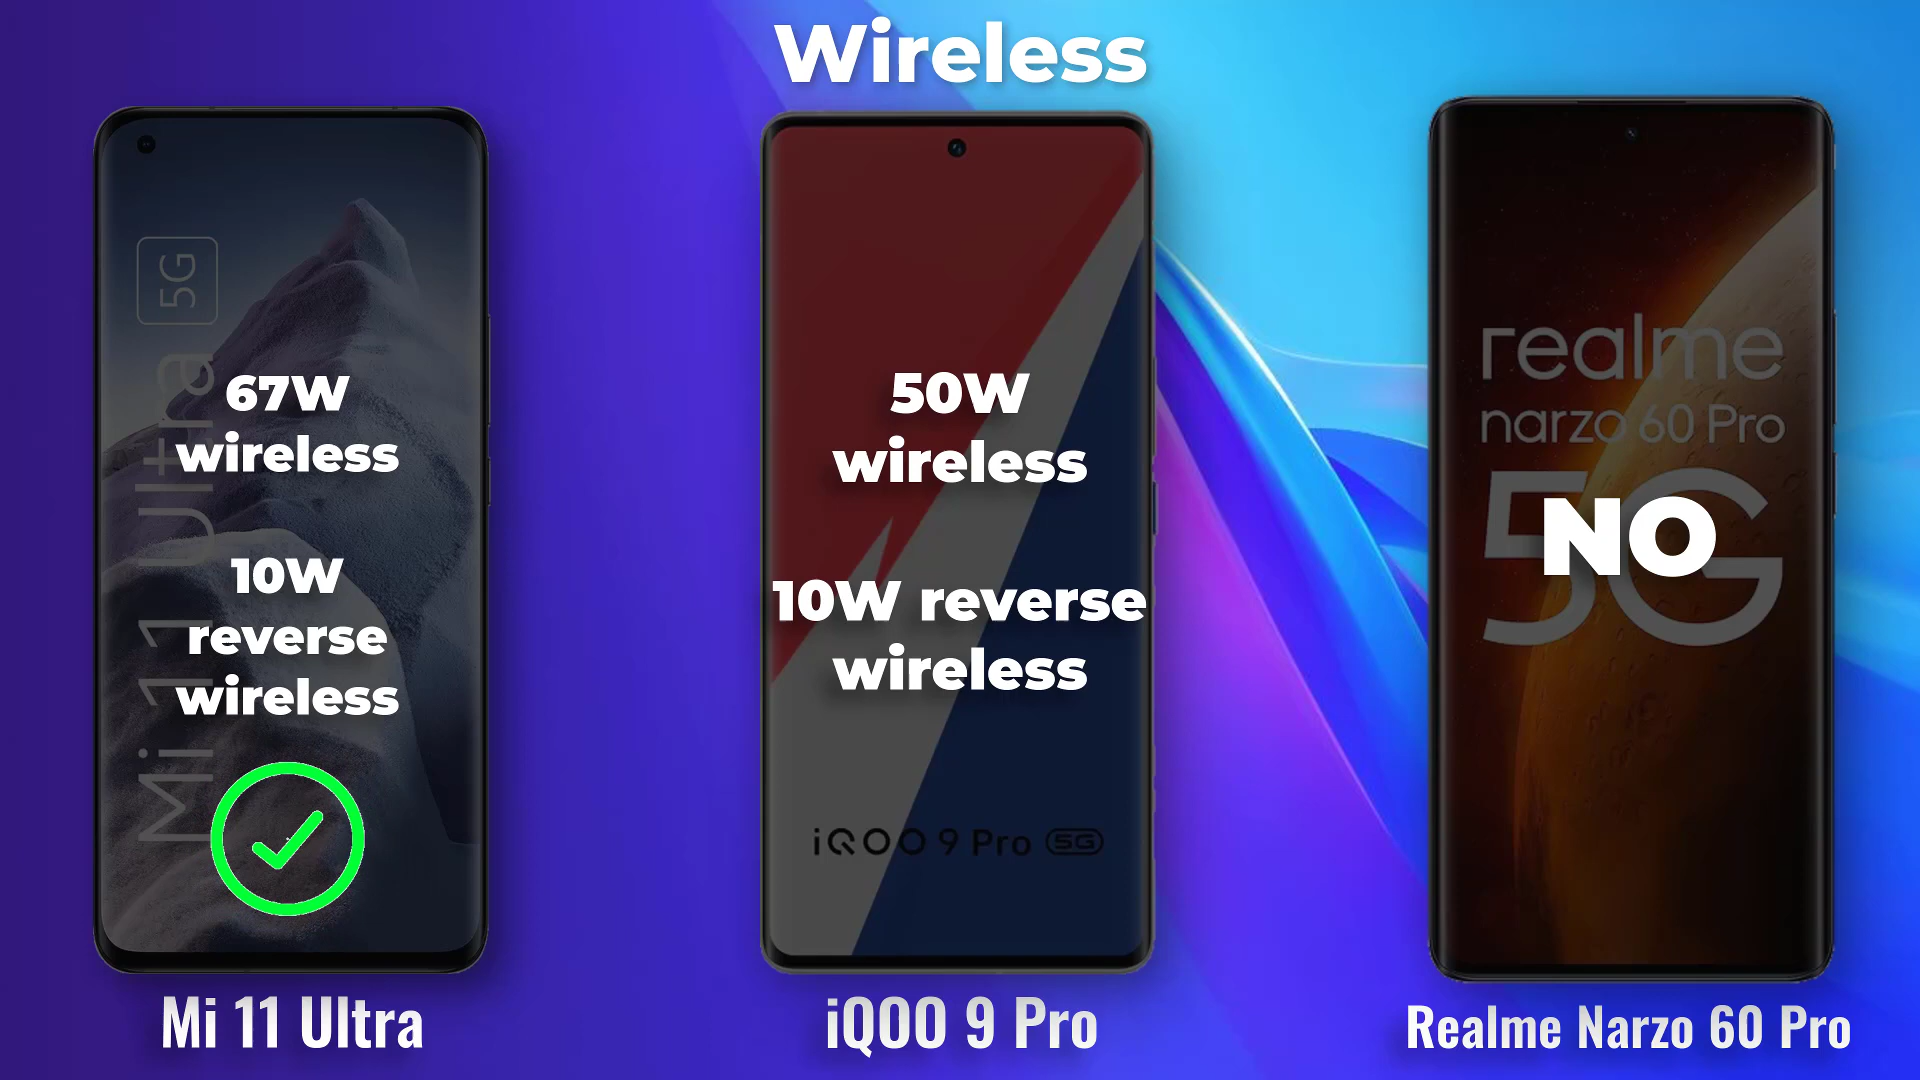 Wireless
5G
Mi 11 Ultra
67W
wireless
10W
reverse
wireless
Mi 11 Ultra
50W
wireless
10W reverse
wireless
iQOO 9 Pro 5G
iQOO 9 Pro
realme
narzo 60 Pro
5G
NO
Realme Narzo 60 Pro